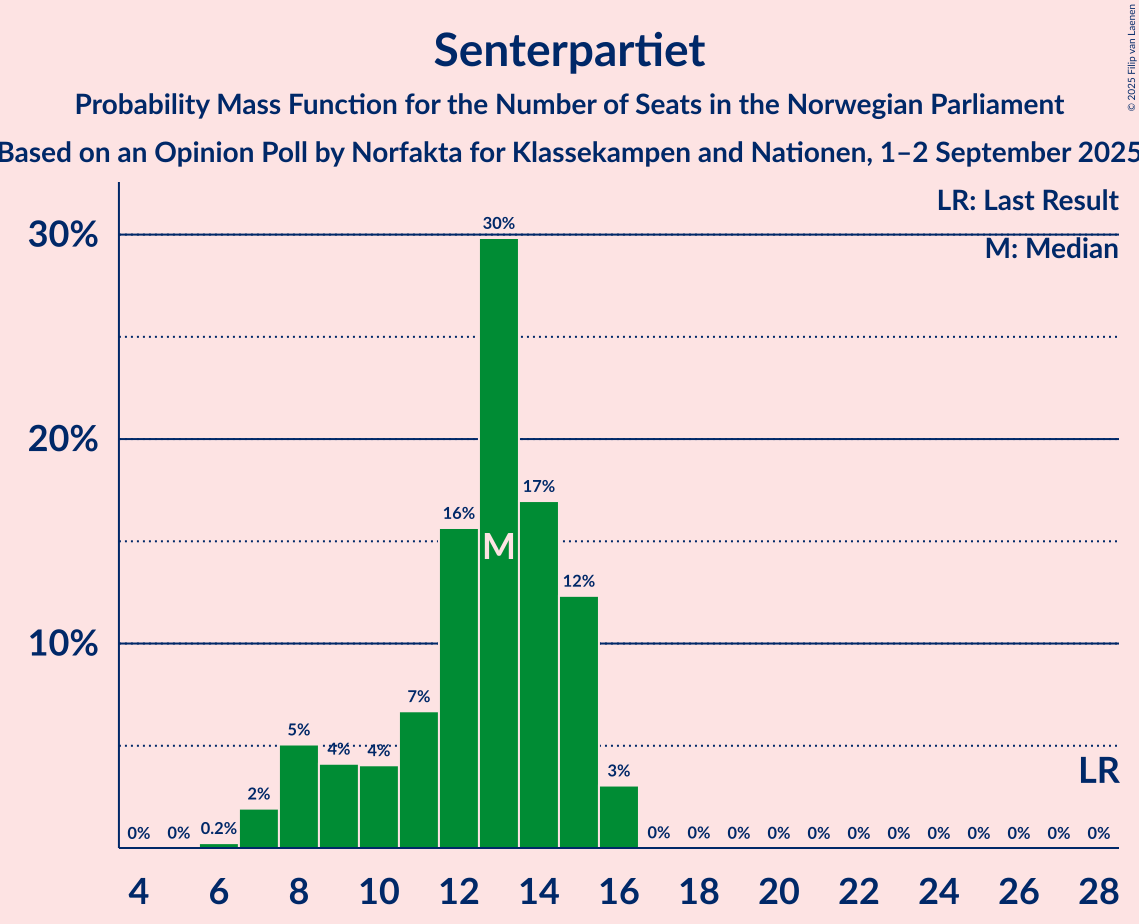 Senterpartiet
Probability Mass Function for the Number of Seats in the Norwegian Parliament
Based on an Opinion Poll by Norfakta for Klassekampen and Nationen, 1–2 September 2025
© 2025 Filip van Laenen
LR: Last Result
M: Median
30%
20%
10%
0% 0% 0.2% 2% 5% 4% 4% 7% 16% 30% 17% 12% 3% 0% 0% 0% 0% 0% 0% 0% 0% 0% 0% 0% 0%
M
LR
4 6 8 10 12 14 16 18 20 22 24 26 28